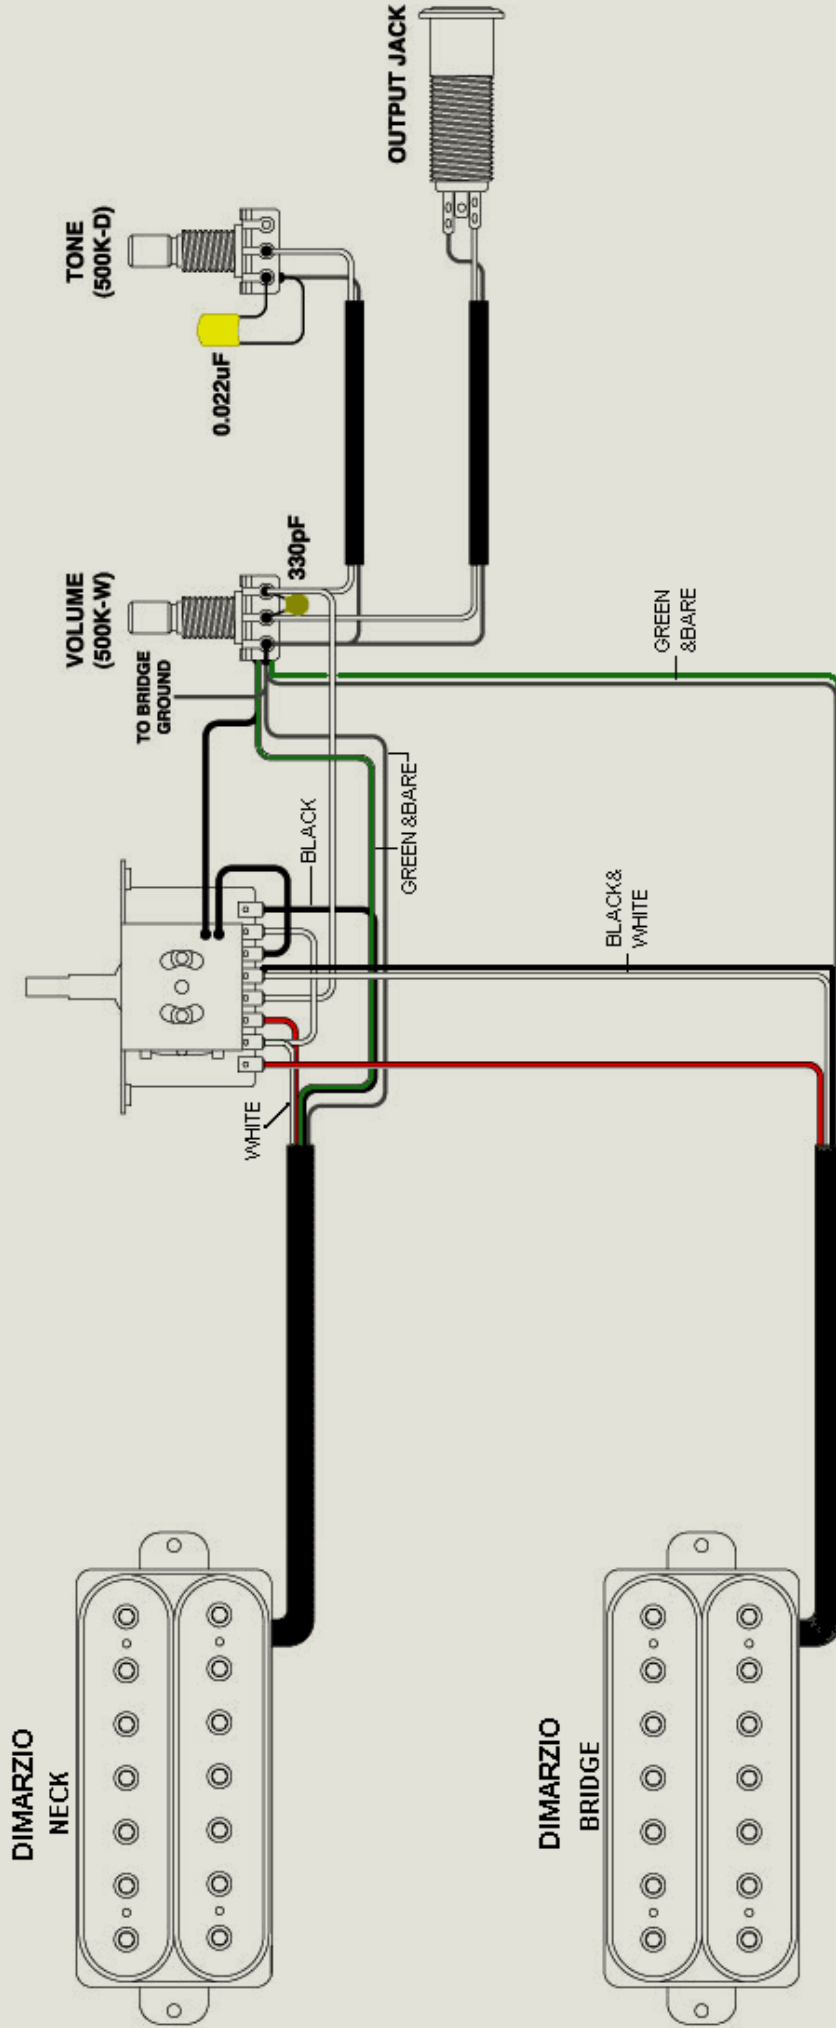 OUTPUT JACK
TONE
(500K-D)
0.022uF
VOLUME
(500K-W)
330pF
TO BRIDGE
GROUND
GREEN
&BARE
BLACK
GREEN &BARE
BLACK&
WHITE
WHITE
DIMARZIO
NECK
DIMARZIO
BRIDGE